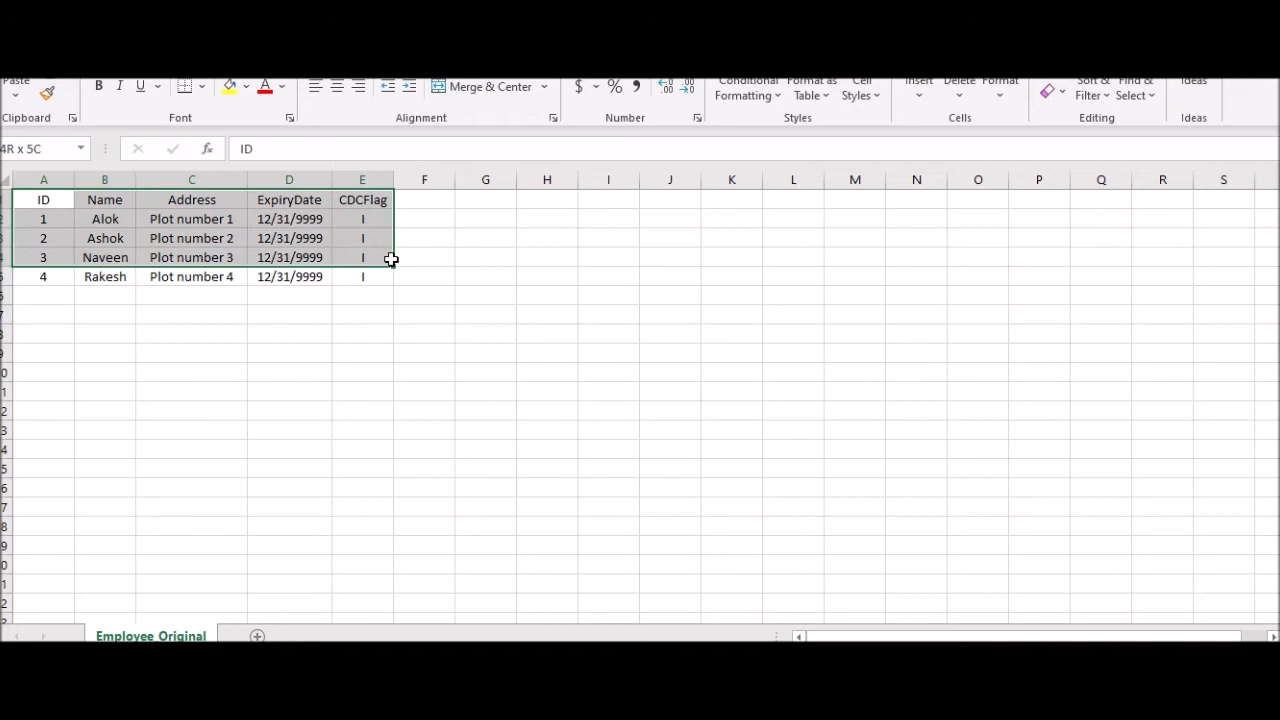 Paste Conditional Format as Cell Insert Delete Format Sort & Find & Ideas
B I U A Merge & Center $ % , Formatting Table Styles Filter Select
Clipboard Font Alignment Number Styles Cells Editing Ideas
4R x 5C fx ID
A B C D E F G H I J K L M N O P Q R S
ID Name Address ExpiryDate CDCFlag
1 Alok Plot number 1 12/31/9999 I
2 Ashok Plot number 2 12/31/9999 I
3 Naveen Plot number 3 12/31/9999 I
4 Rakesh Plot number 4 12/31/9999 I
Employee Original